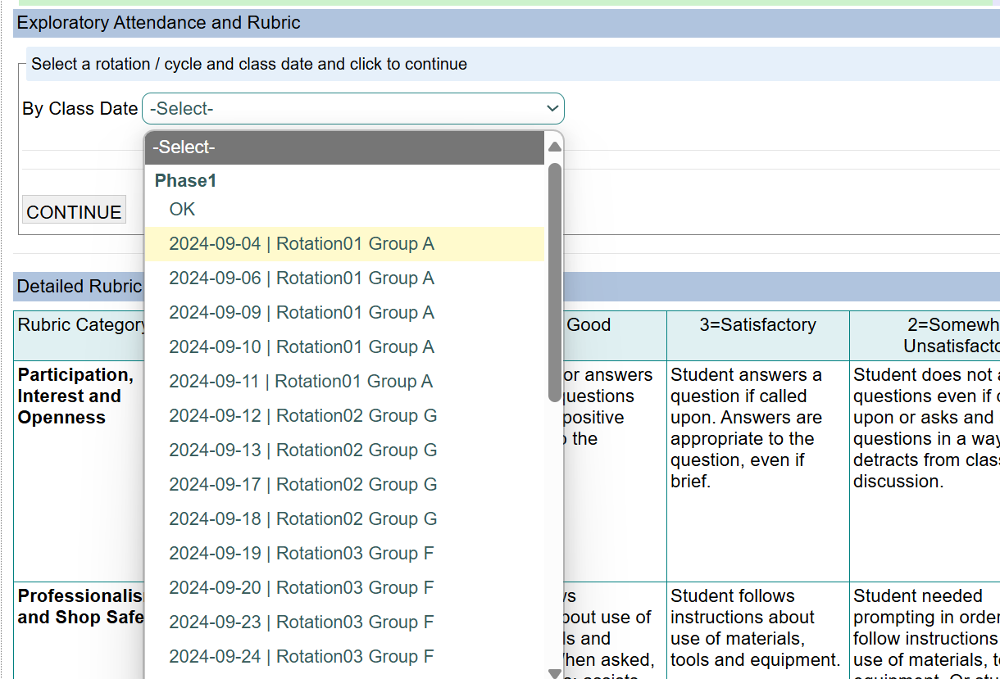 Exploratory Attendance and Rubric
Select a rotation / cycle and class date and click to continue
By Class Date -Select-
-Select-
Phase1
OK
CONTINUE
2024-09-04 | Rotation01 Group A
2024-09-06 | Rotation01 Group A
2024-09-09 | Rotation01 Group A
2024-09-10 | Rotation01 Group A
2024-09-11 | Rotation01 Group A
2024-09-12 | Rotation02 Group G
2024-09-13 | Rotation02 Group G
2024-09-17 | Rotation02 Group G
2024-09-18 | Rotation02 Group G
2024-09-19 | Rotation03 Group F
2024-09-20 | Rotation03 Group F
2024-09-23 | Rotation03 Group F
2024-09-24 | Rotation03 Group F
Detailed Rubric
Rubric Category
Good
3=Satisfactory
2=Somewh
Unsatisfacto
Participation,
Interest and
Openness
or answers
questions
positive
the
Student answers a
question if called
upon. Answers are
appropriate to the
question, even if
brief.
Student does not a
questions even if c
upon or asks and
questions in a way
detracts from class
discussion.
Professionalis
and Shop Safe
bout use of
ls and
When asked,
Student follows
instructions about
use of materials,
tools and equipment.
Student needed
prompting in order
follow instructions
use of materials, t